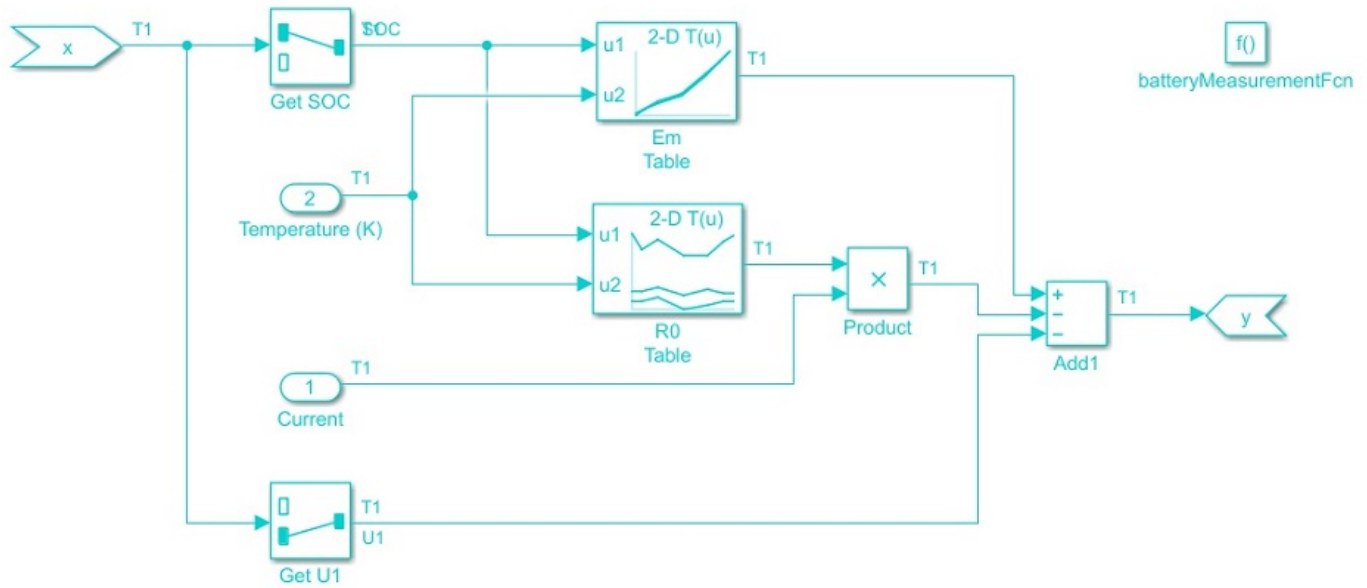 x
T1
Get SOC
T1
SOC
u1
u2
2-D T(u)
Em
Table
T1
f()
batteryMeasurementFcn
2
T1
Temperature (K)
u1
u2
2-D T(u)
R0
Table
T1
×
Product
T1
1
T1
Current
+
−
−
Add1
T1
y
T1
U1
Get U1